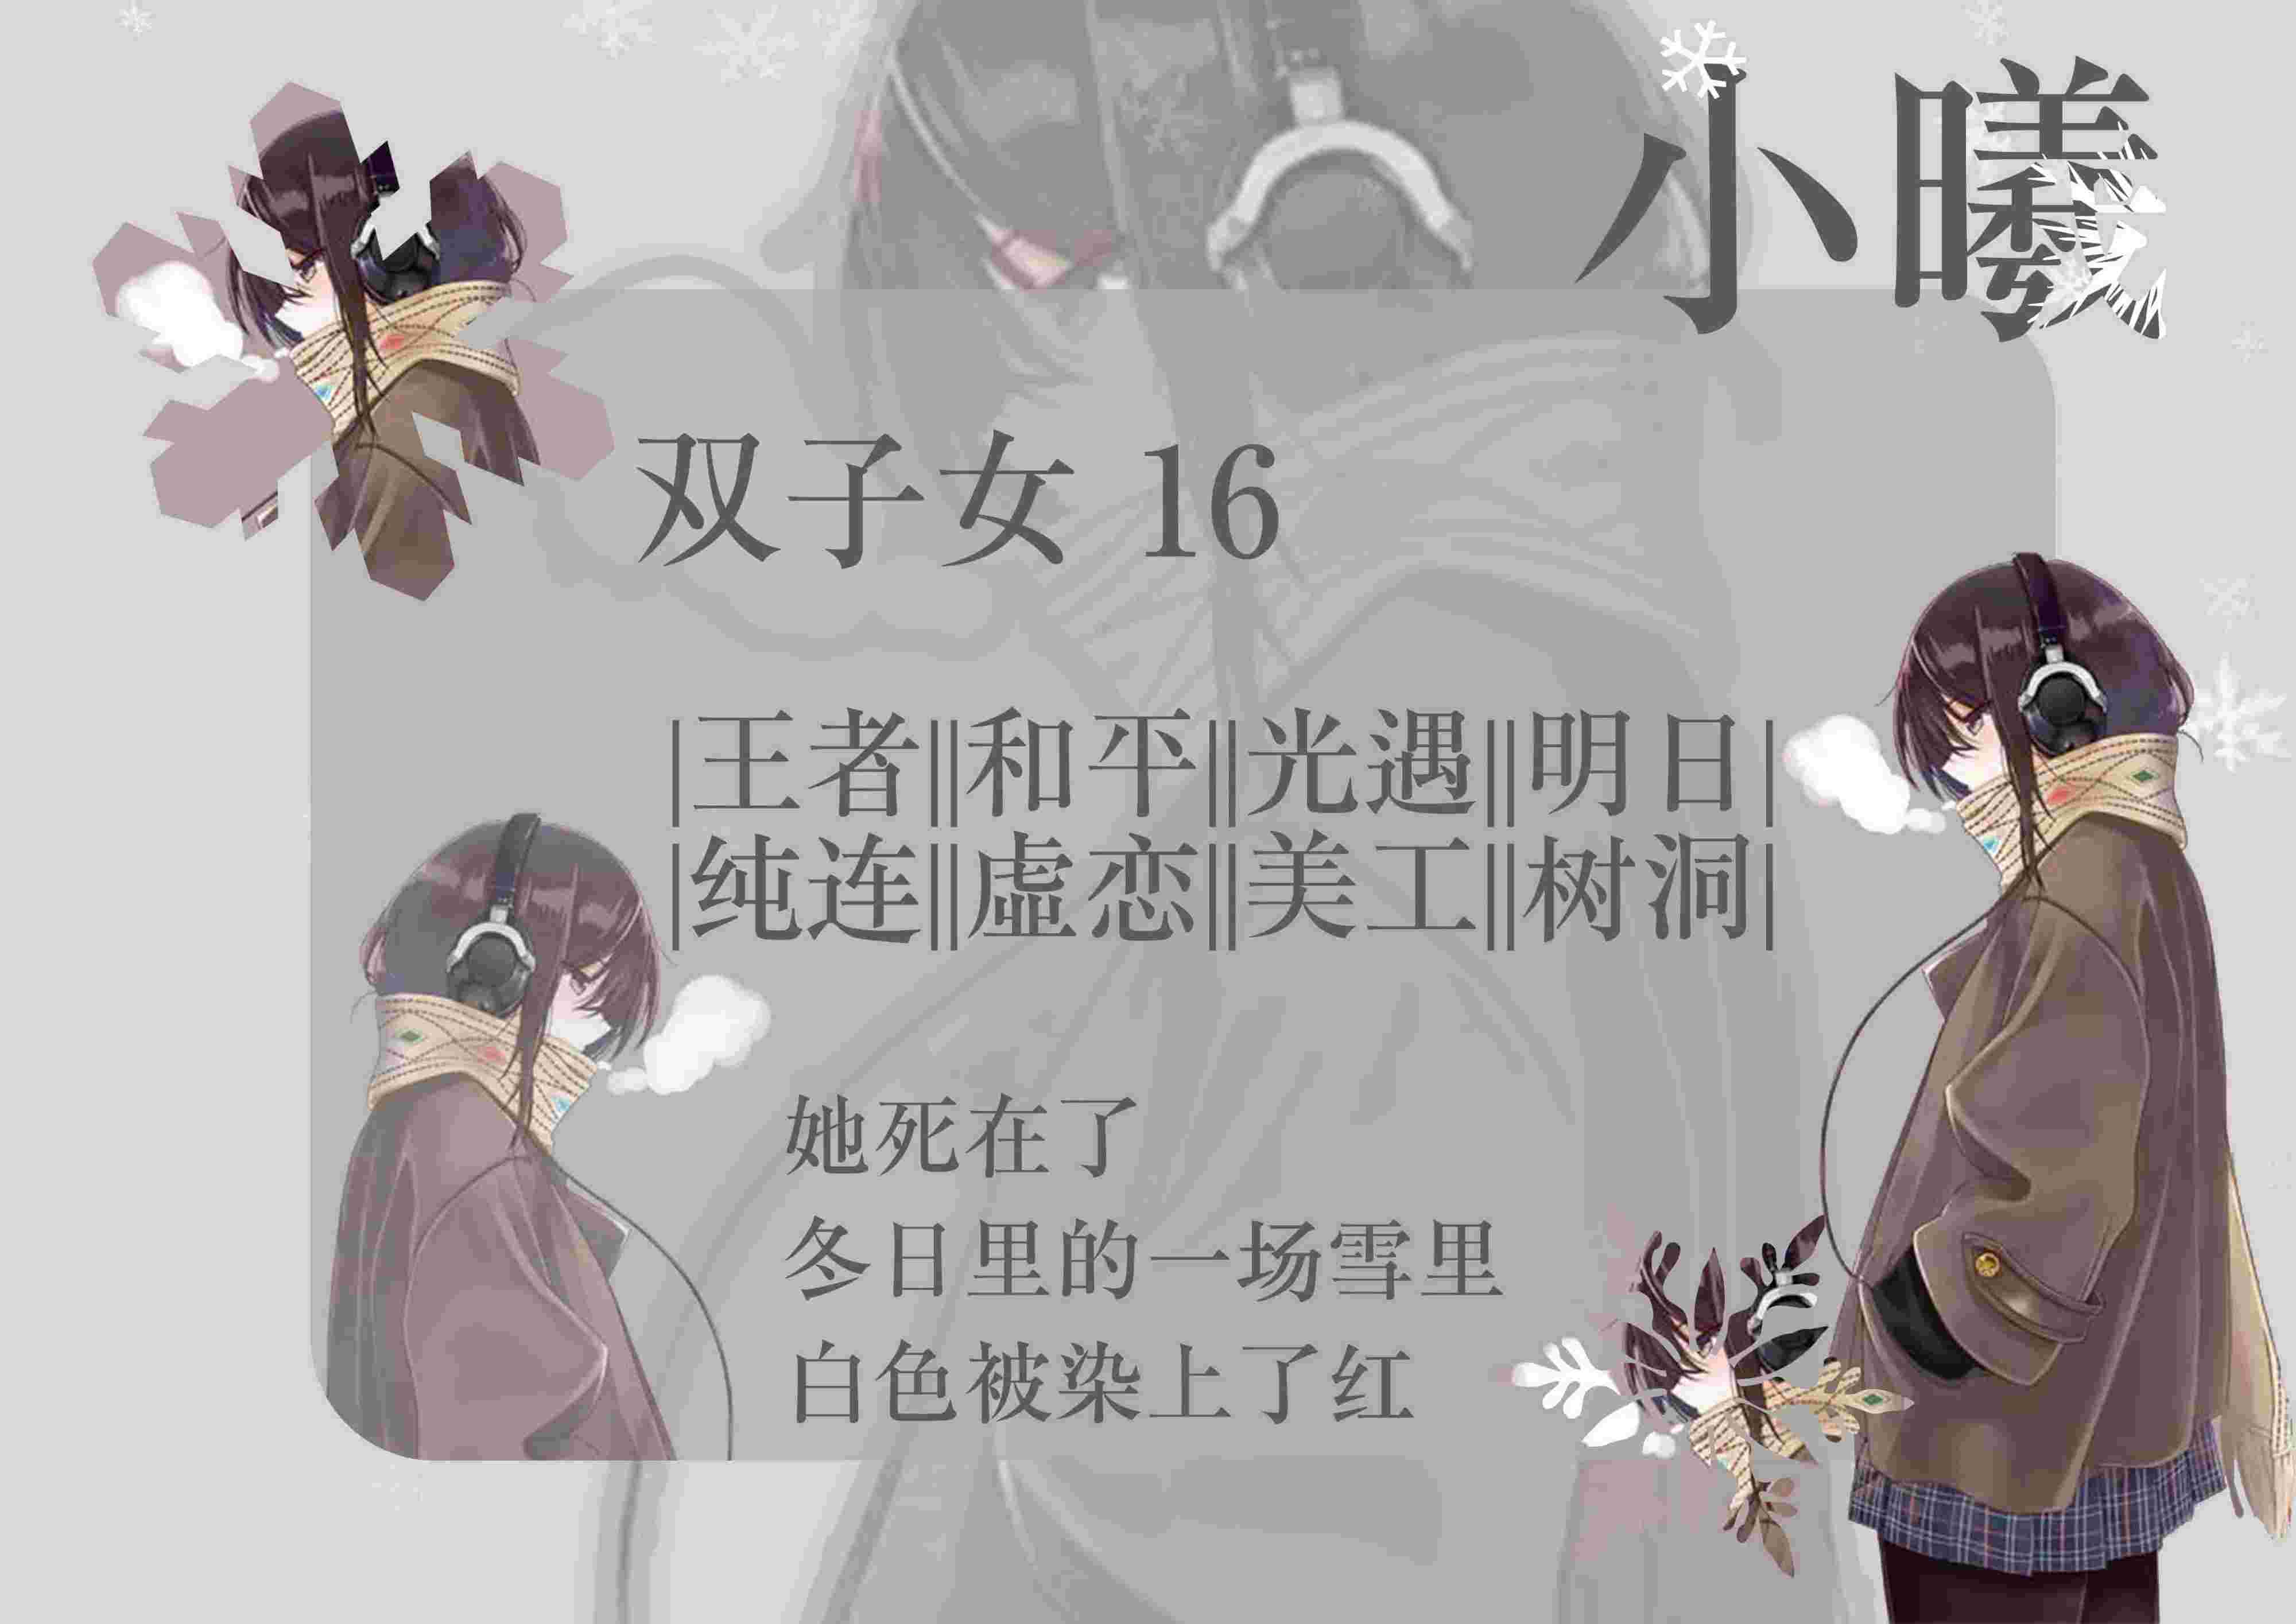 小曦
双子女 16
|王者||和平||光遇||明日|
|纯连||虚恋||美工||树洞|
她死在了
冬日里的一场雪里
白色被染上了红